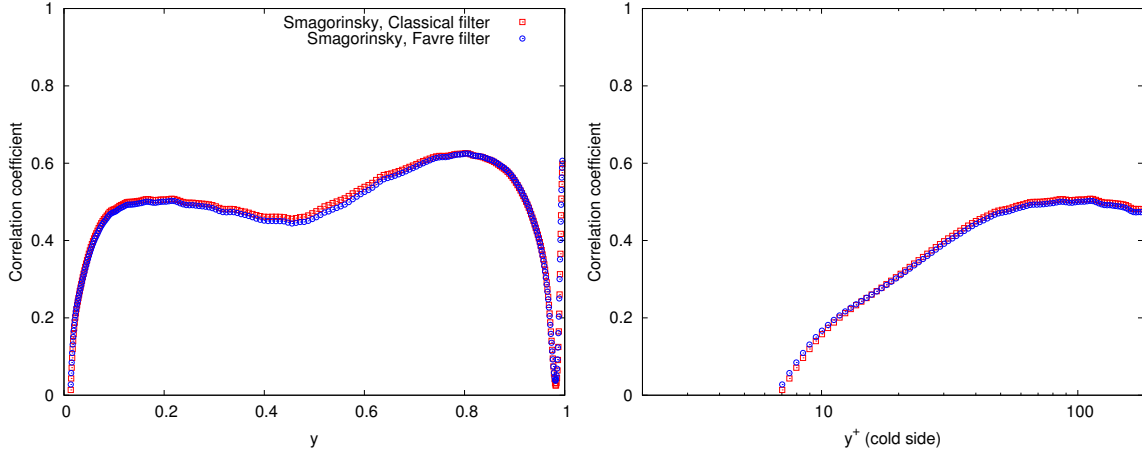 Smagorinsky, Classical filter
Smagorinsky, Favre filter
Correlation coefficient
1
0.8
0.6
0.4
0.2
0
0 0.2 0.4 0.6 0.8 1
y
Correlation coefficient
1
0.8
0.6
0.4
0.2
0
10 100
y+ (cold side)